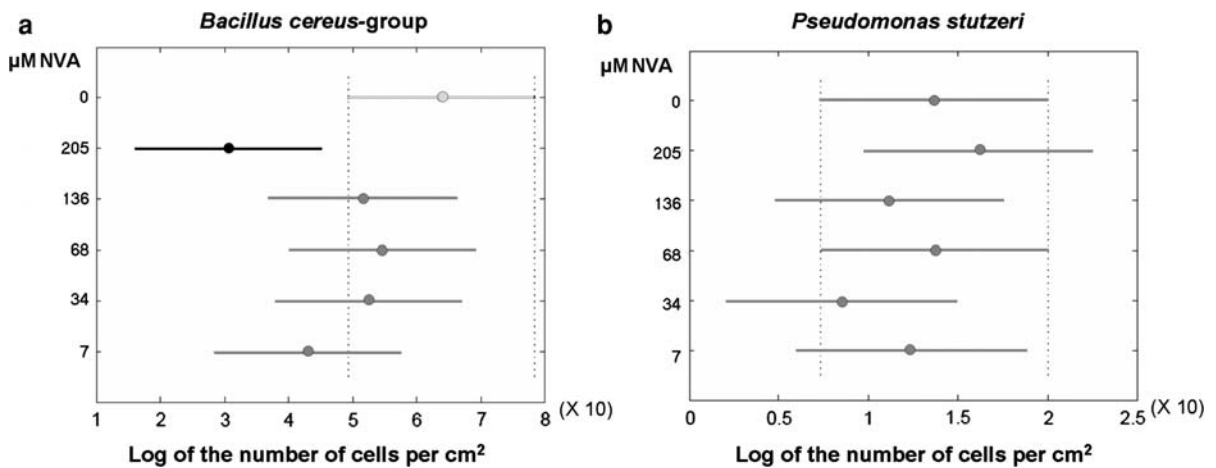 a
Bacillus cereus-group
µM NVA
0
205
136
68
34
7
1 2 3 4 5 6 7 8 (X 10)
Log of the number of cells per cm²
b
Pseudomonas stutzeri
µM NVA
0
205
136
68
34
7
0 0.5 1 1.5 2 2.5 (X 10)
Log of the number of cells per cm²